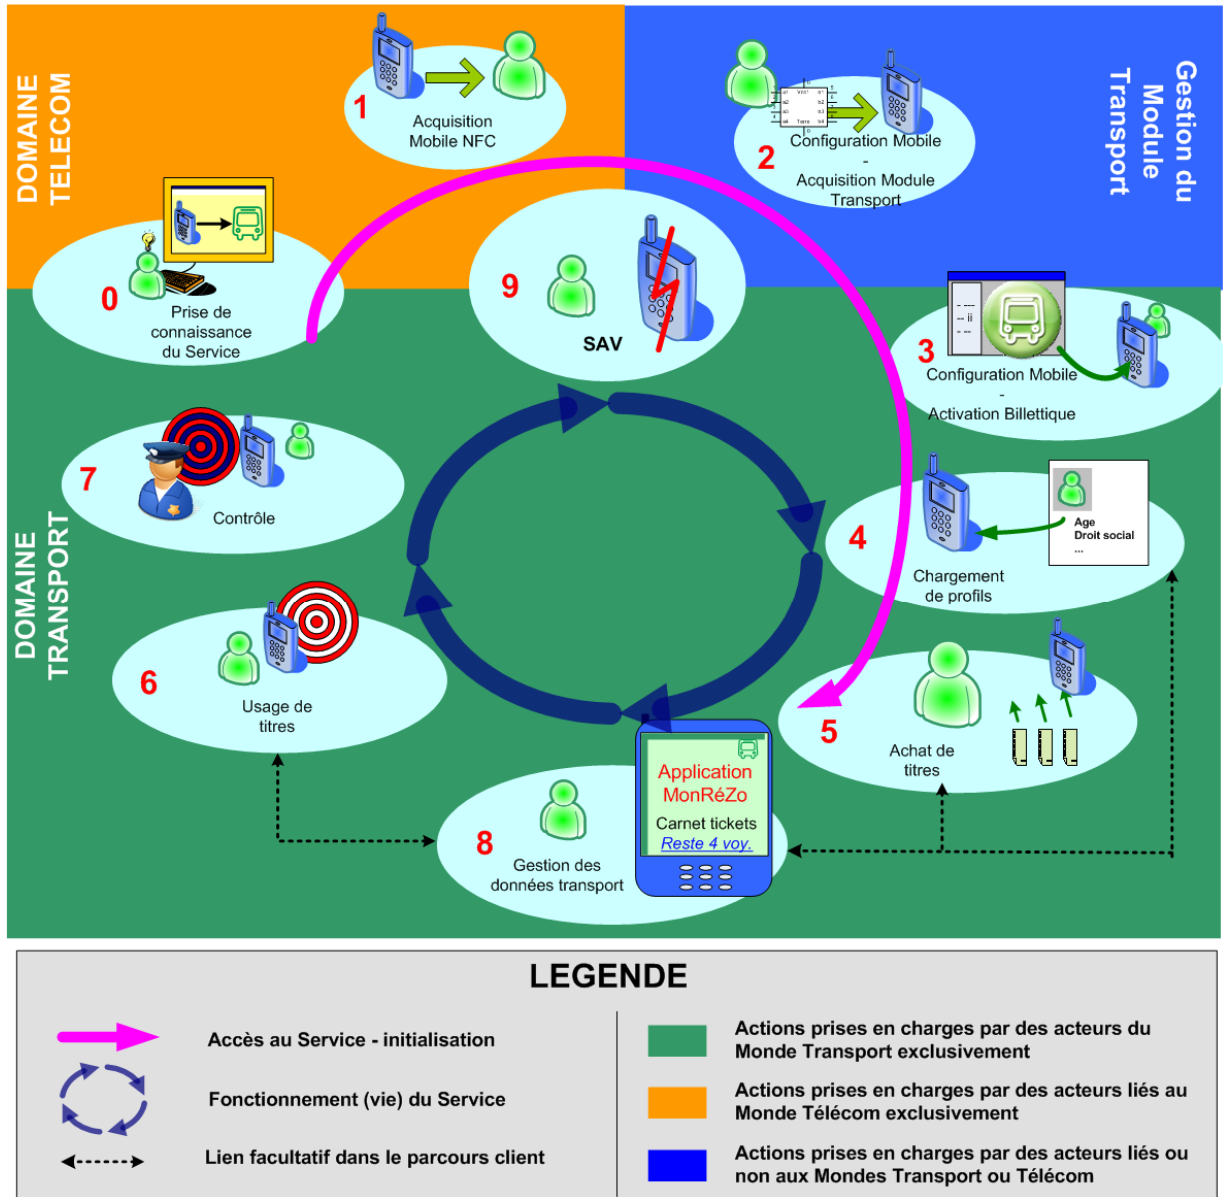 DOMAINE
TELECOM
1
Acquisition
Mobile NFC
2
Configuration Mobile
-
Acquisition Module
Transport
Gestion du
Module
Transport
0
Prise de
connaissance
du Service
9
SAV
3
Configuration Mobile
-
Activation Billettique
7
Contrôle
4
Age
Droit social
...
Chargement
de profils
DOMAINE
TRANSPORT
6
Usage de
titres
5
Achat de
titres
8
Gestion des
données transport
Application
MonRéZo
Carnet tickets
Reste 4 voy.
LEGENDE
Accès au Service - initialisation
Fonctionnement (vie) du Service
Lien facultatif dans le parcours client
Actions prises en charges par des acteurs du
Monde Transport exclusivement
Actions prises en charges par des acteurs liés au
Monde Télécom exclusivement
Actions prises en charges par des acteurs liés ou
non aux Mondes Transport ou Télécom